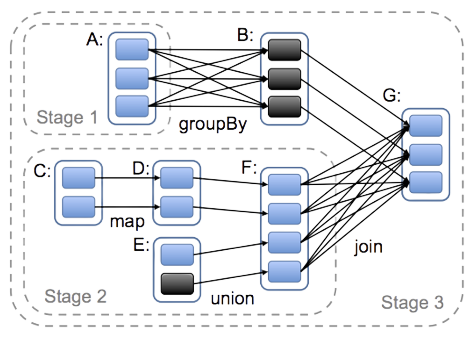 A:
B:
G:
Stage 1
groupBy
C:
D:
F:
map
E:
join
Stage 2
union
Stage 3